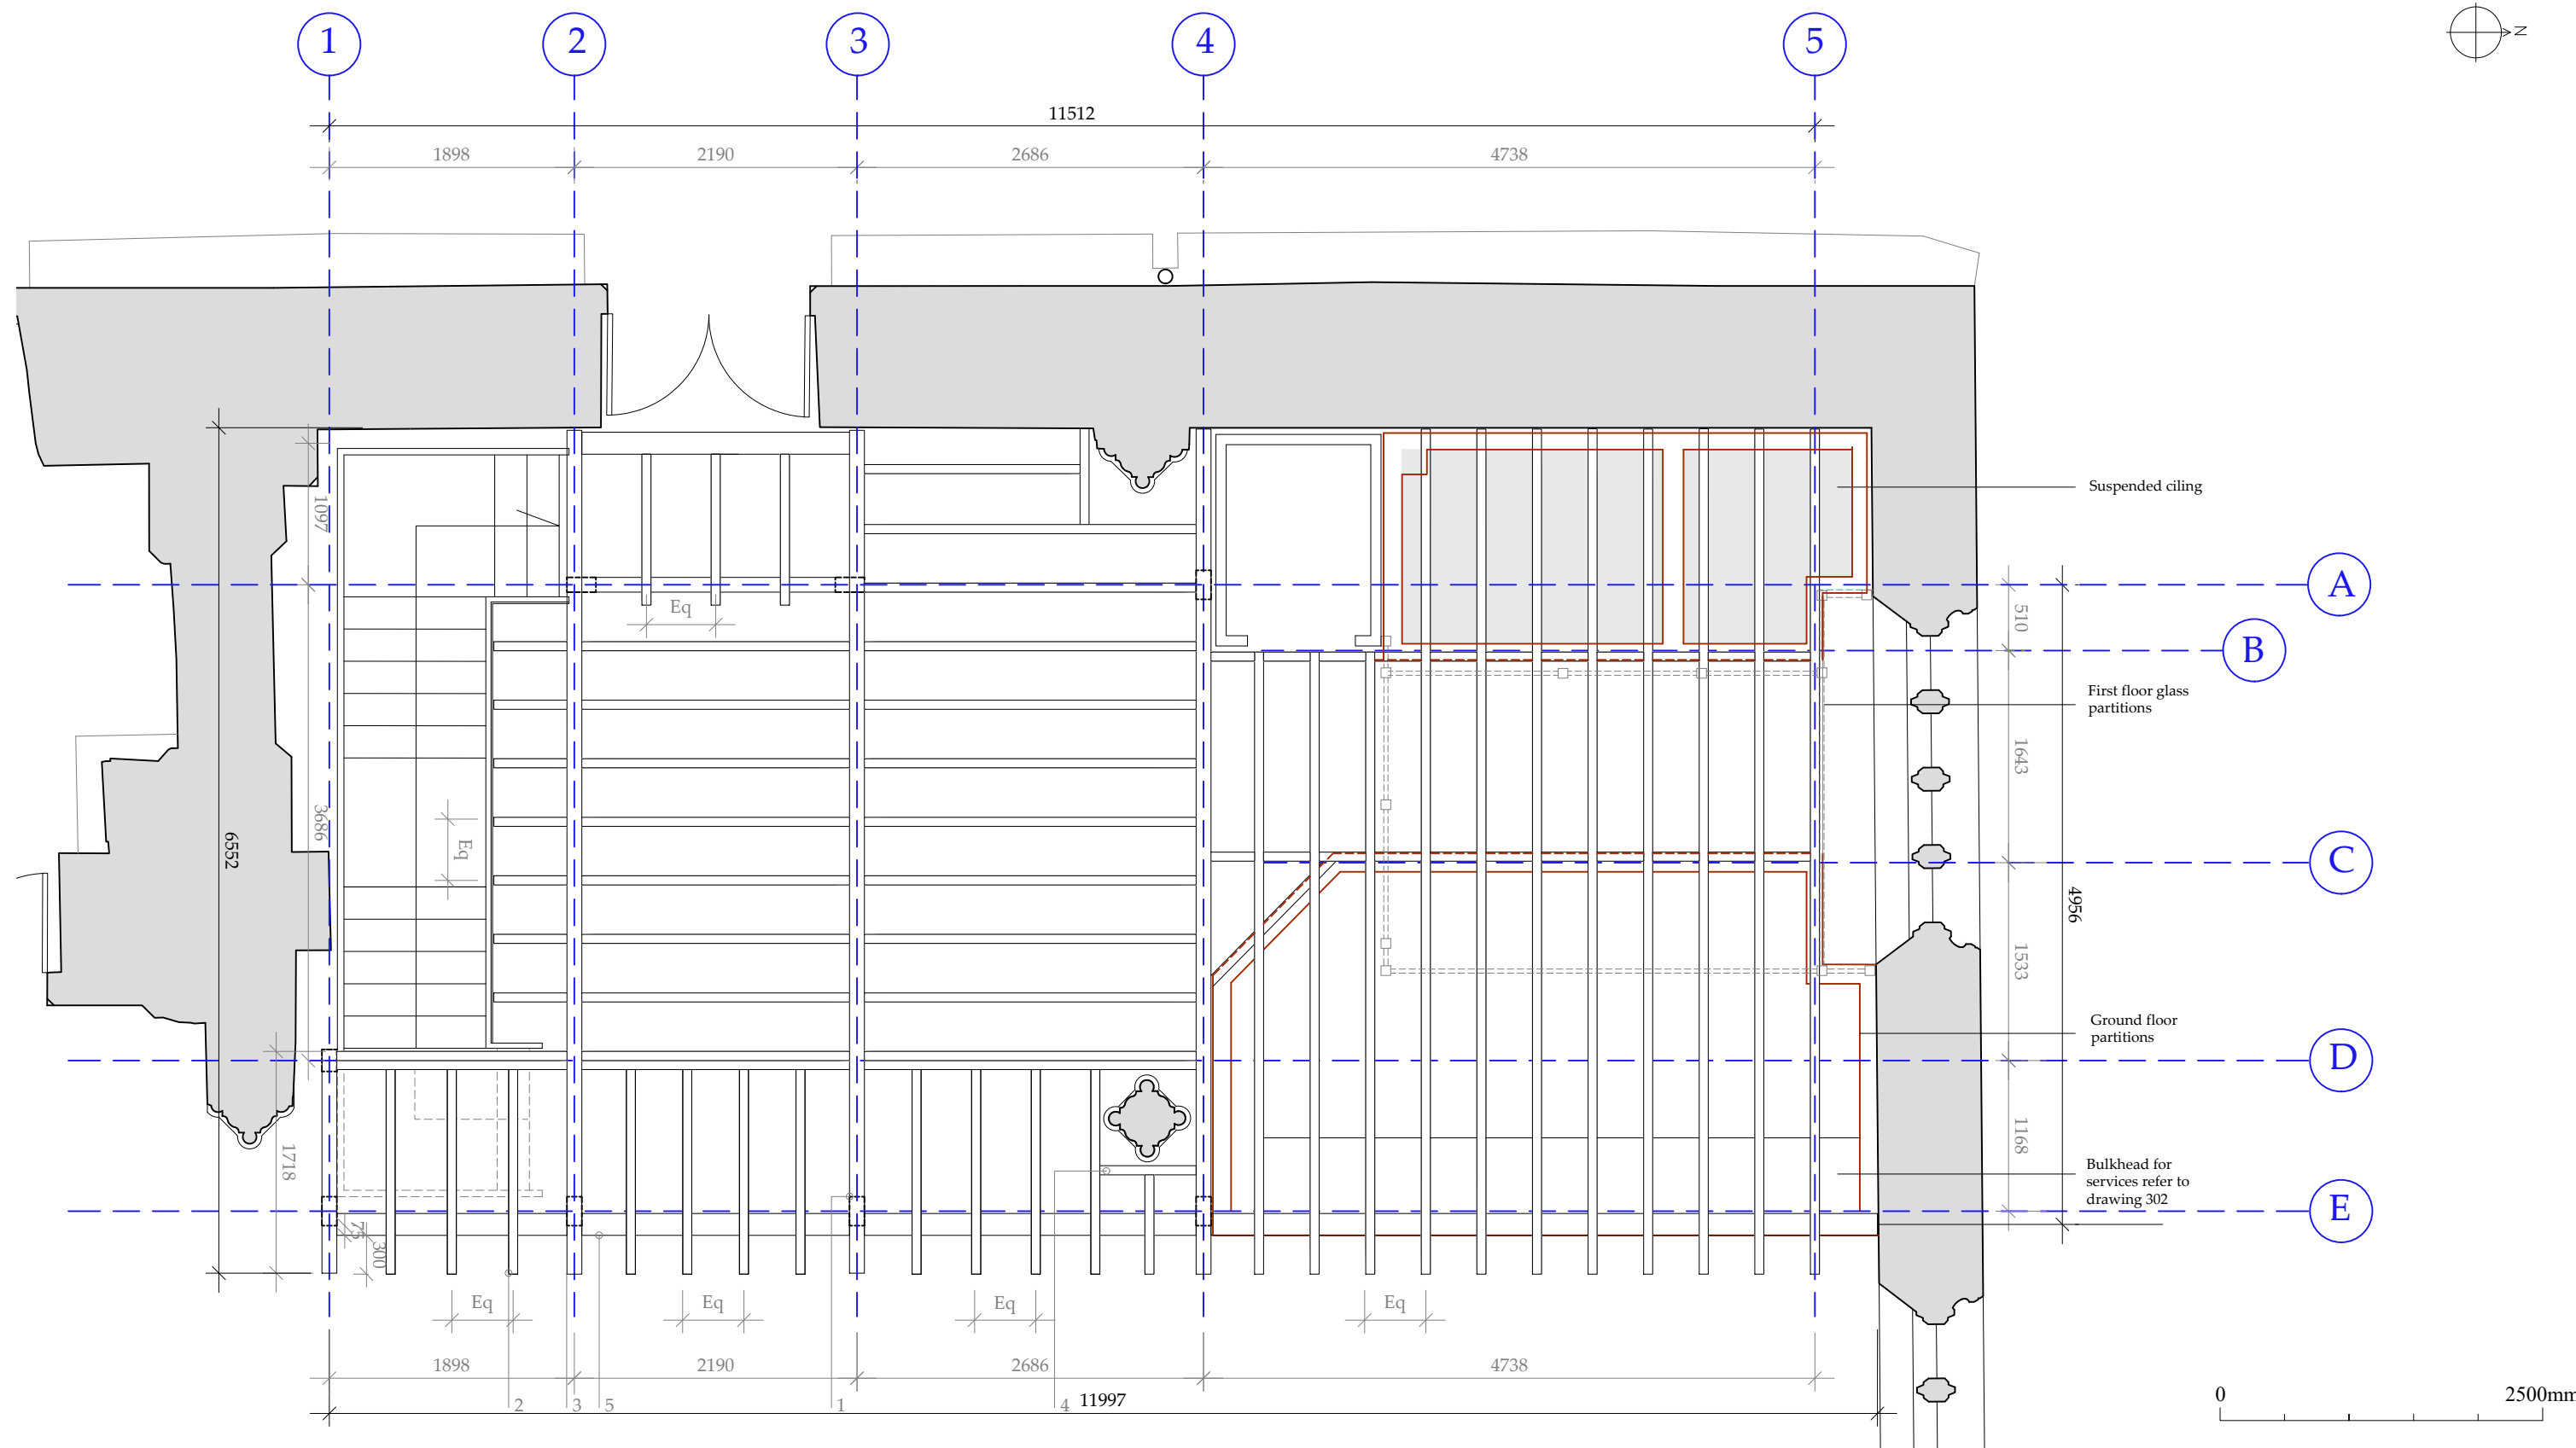 1 2 3 4 5
N
11512
1898 2190 2686 4738
1097
Suspended ciling
A
Eq
510
B
First floor glass
partitions
1643
3686
6552
Eq
C
4956
1533
Ground floor
partitions
D
1168
1718
Bulkhead for
services refer to
drawing 302
E
75
300
Eq Eq Eq Eq
1898 2190 2686 4738
2 3 5 1 4 11997
0 2500mm